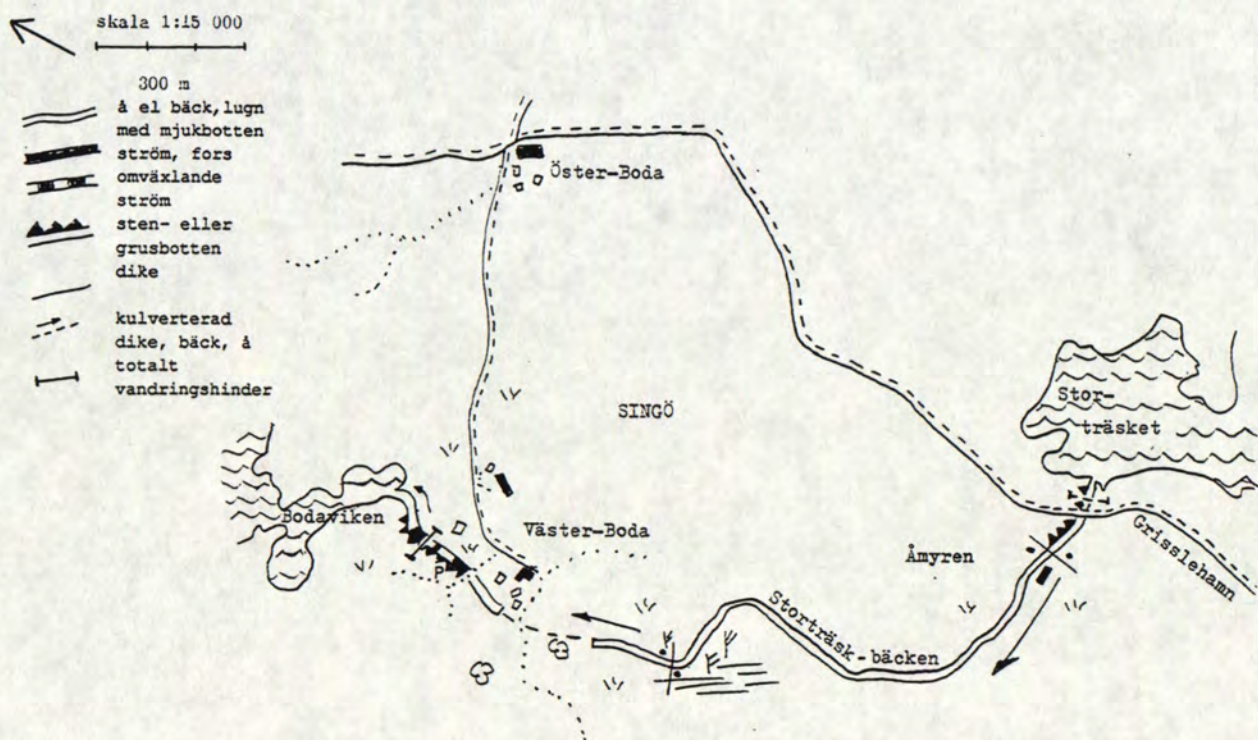 skala 1:15 000
300 m
å el bäck, lugn
med mjukbotten
ström, fors
omväxlande
ström
sten- eller
grusbotten
dike
kulverterad
dike, bäck, å
totalt
vandringshinder
Öster-Boda
SINGÖ
Stor-
träsket
Bodaviken
Väster-Boda
P
Åmyren
Grisslehamn
Storträsk-bäcken